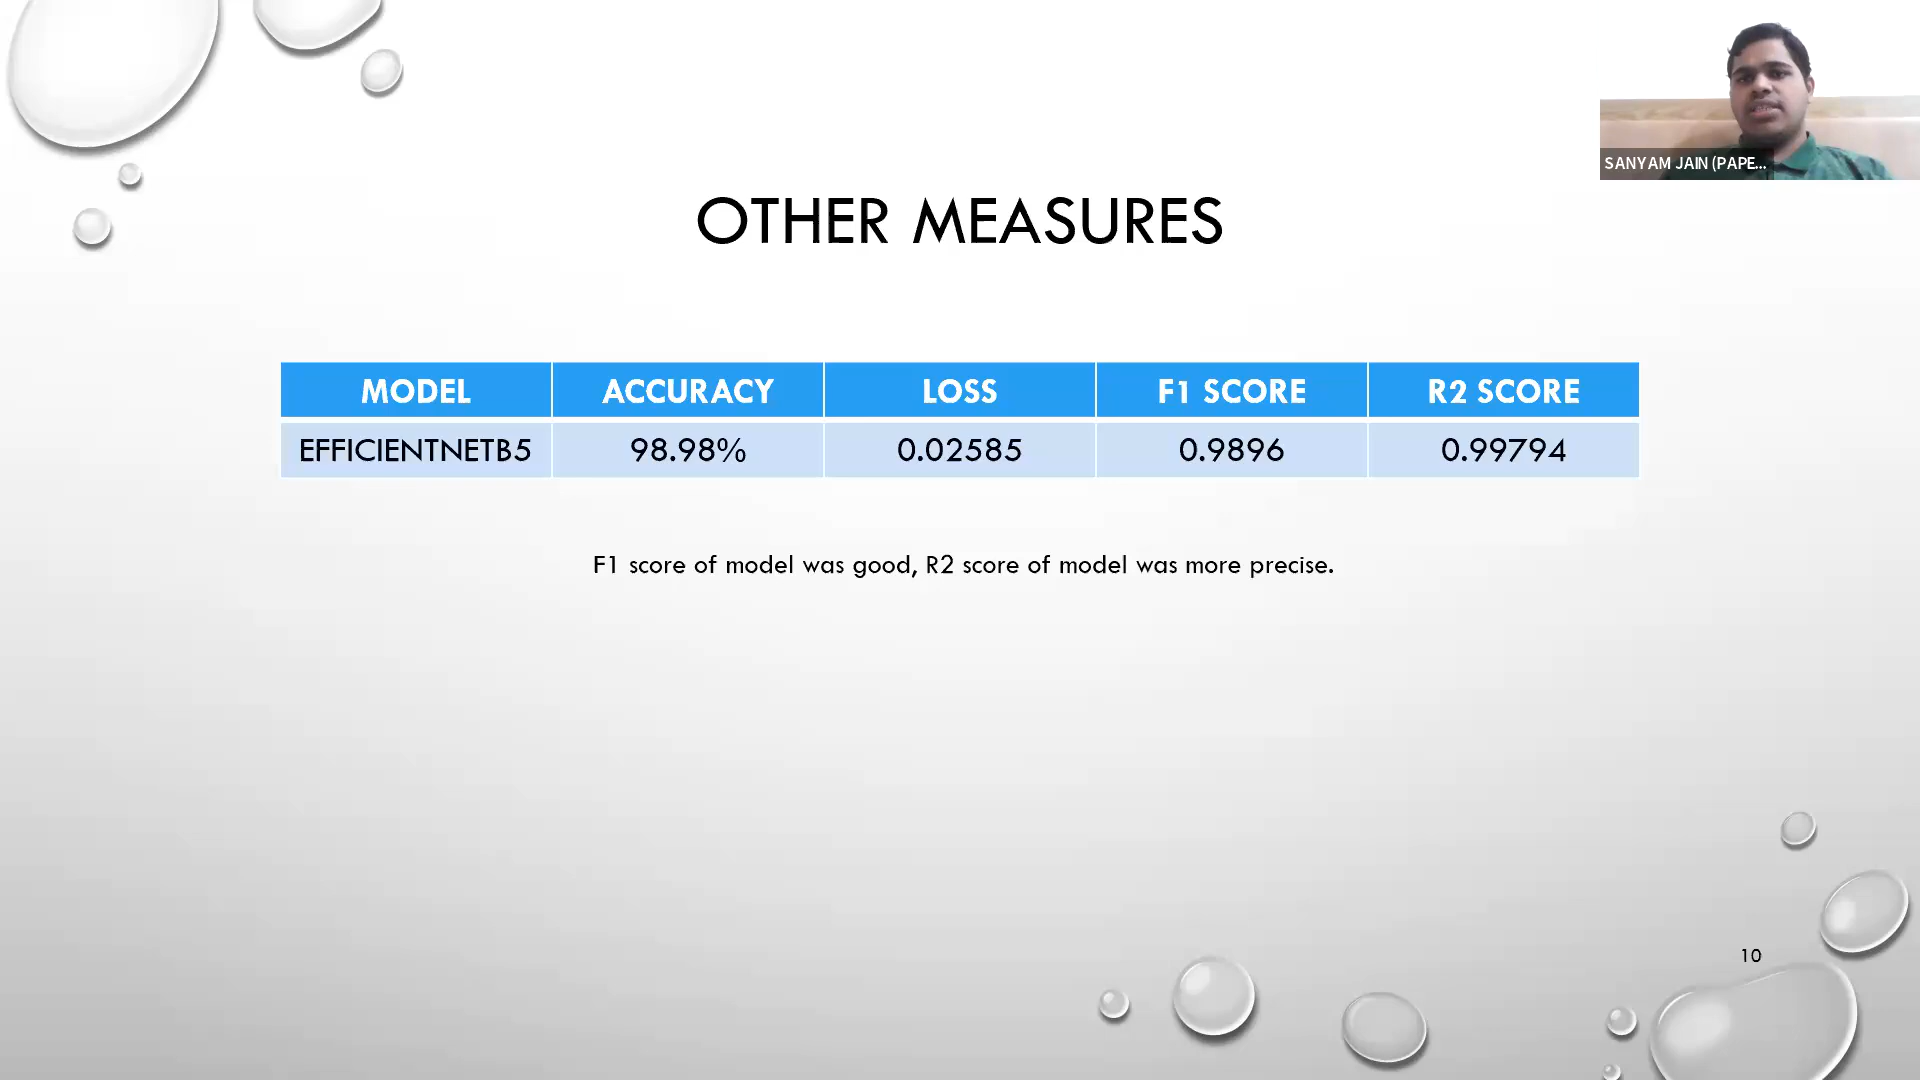 SANYAM JAIN (PAPE...
OTHER MEASURES
MODEL ACCURACY LOSS F1 SCORE R2 SCORE
EFFICIENTNETB5 98.98% 0.02585 0.9896 0.99794
F1 score of model was good, R2 score of model was more precise.
10